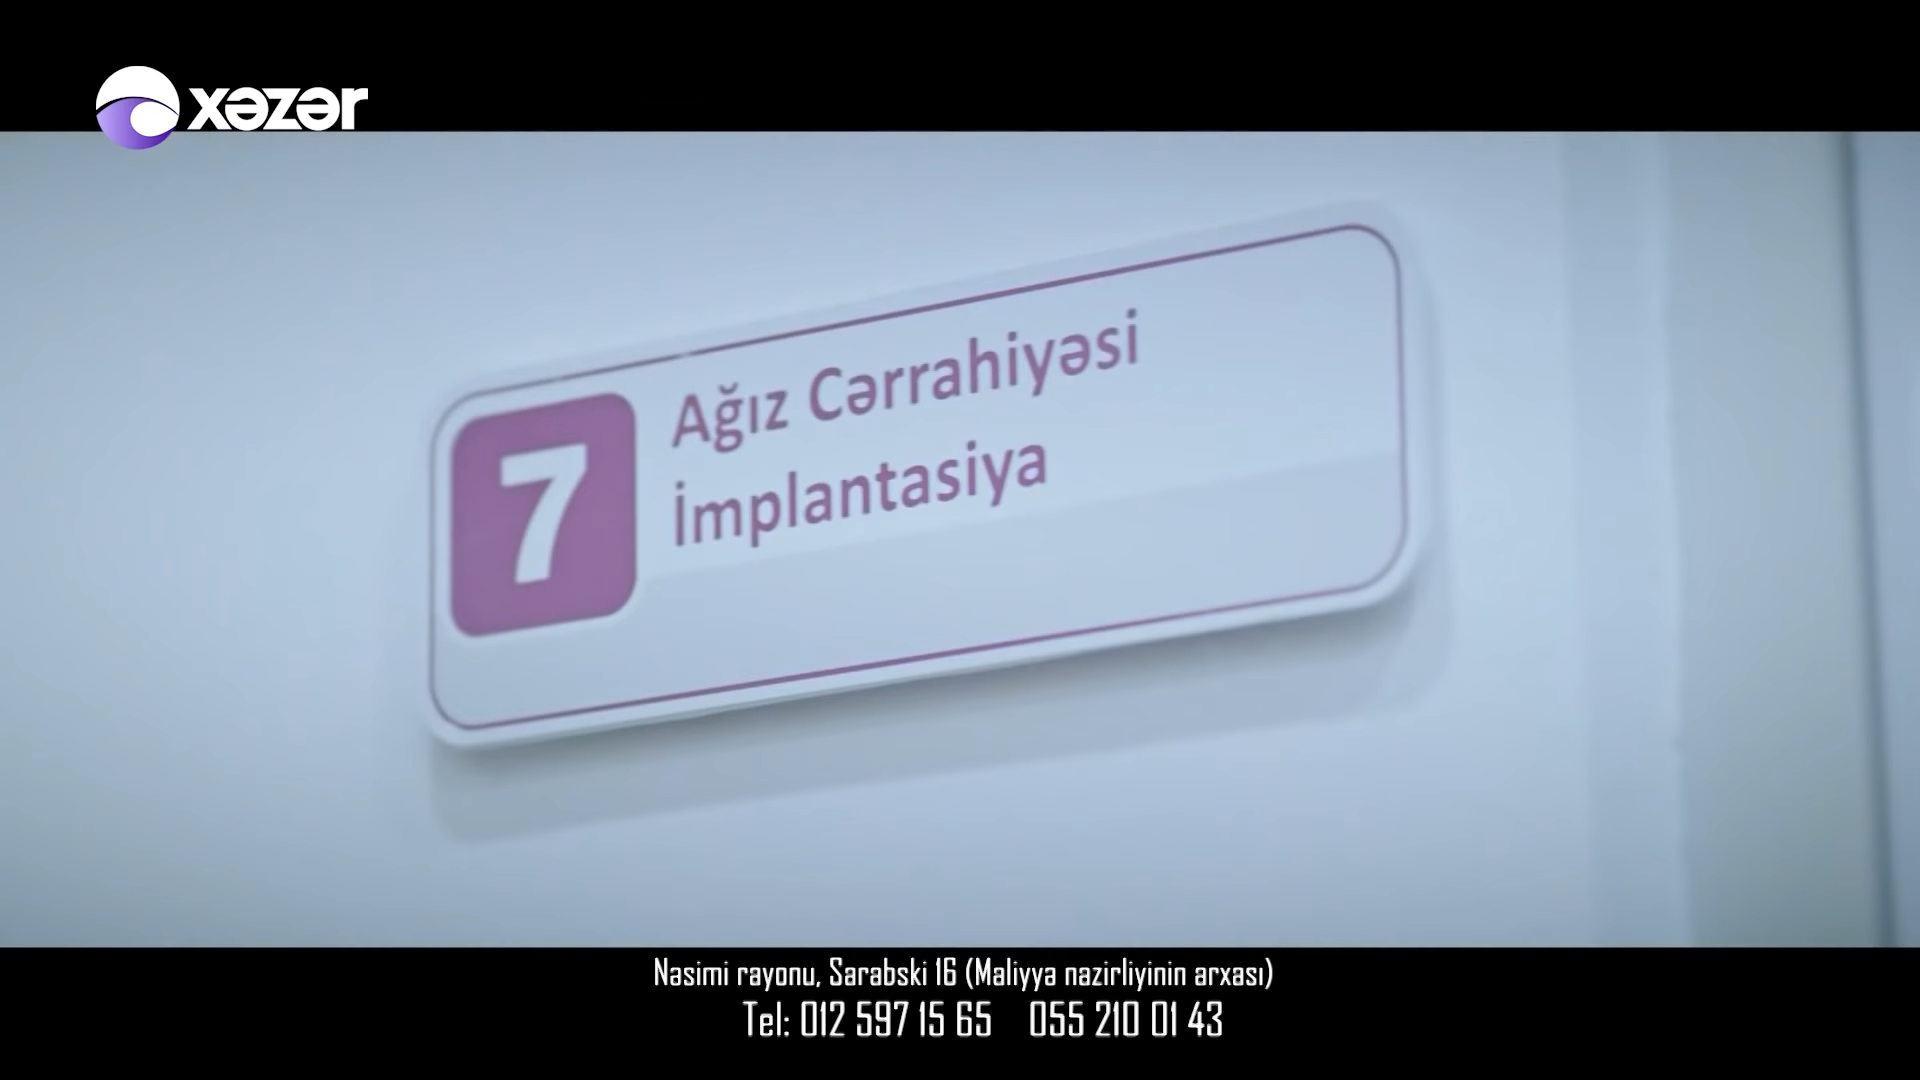 xəzər
7
Ağız Cərrahiyəsi
İmplantasiya
Nasimi rayonu, Sarabski 16 (Maliyya nazirliyinin arxası)
Tel: 012 597 15 65 055 210 01 43